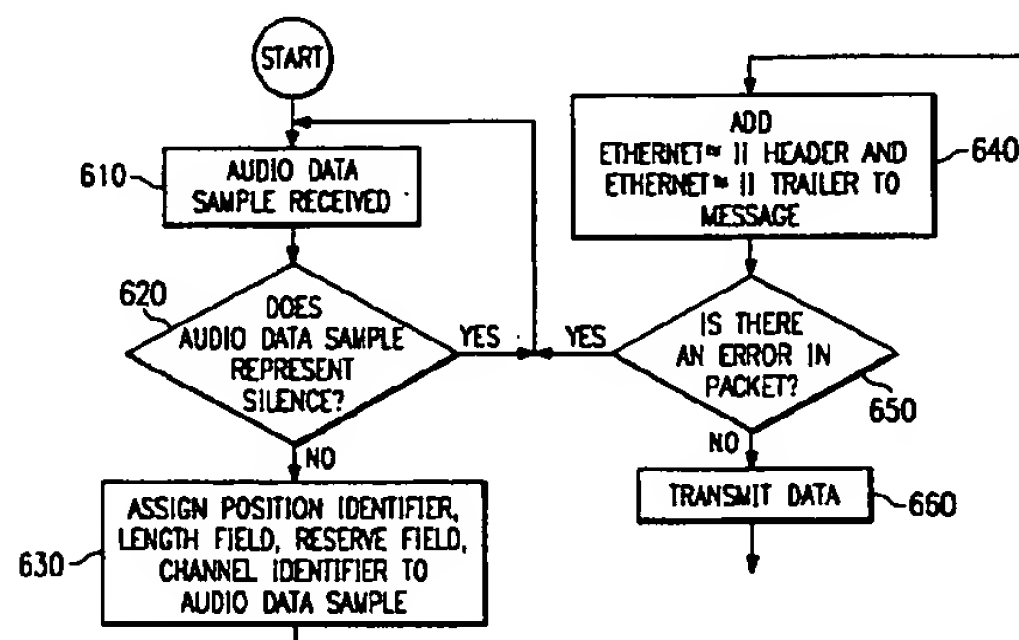 START
610
AUDIO DATA
SAMPLE RECEIVED
620
DOES
AUDIO DATA SAMPLE
REPRESENT
SILENCE?
YES
NO
630
ASSIGN POSITION IDENTIFIER,
LENGTH FIELD, RESERVE FIELD,
CHANNEL IDENTIFIER TO
AUDIO DATA SAMPLE
ADD
ETHERNET™ II HEADER AND
ETHERNET™ II TRAILER TO
MESSAGE
640
YES
IS THERE
AN ERROR IN
PACKET?
650
NO
TRANSMIT DATA
660